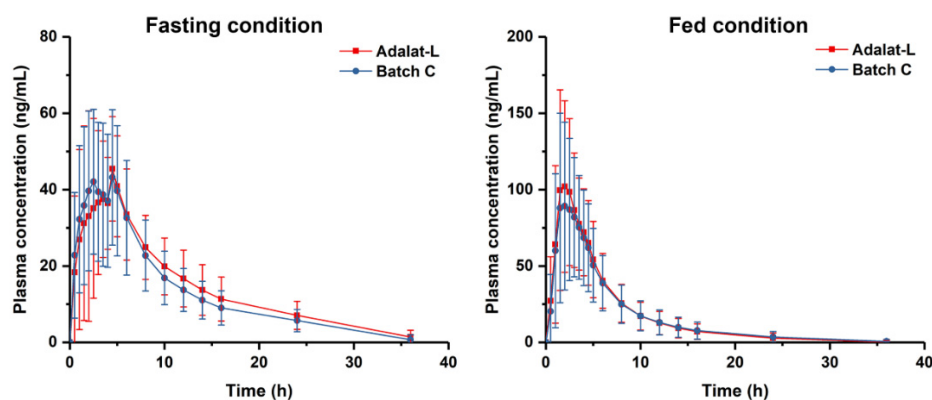 Fasting condition
Adalat-L
Batch C
Plasma concentration (ng/mL)
80
60
40
20
0
0 10 20 30 40
Time (h)
Fed condition
Adalat-L
Batch C
Plasma concentration (ng/mL)
200
150
100
50
0
0 10 20 30 40
Time (h)